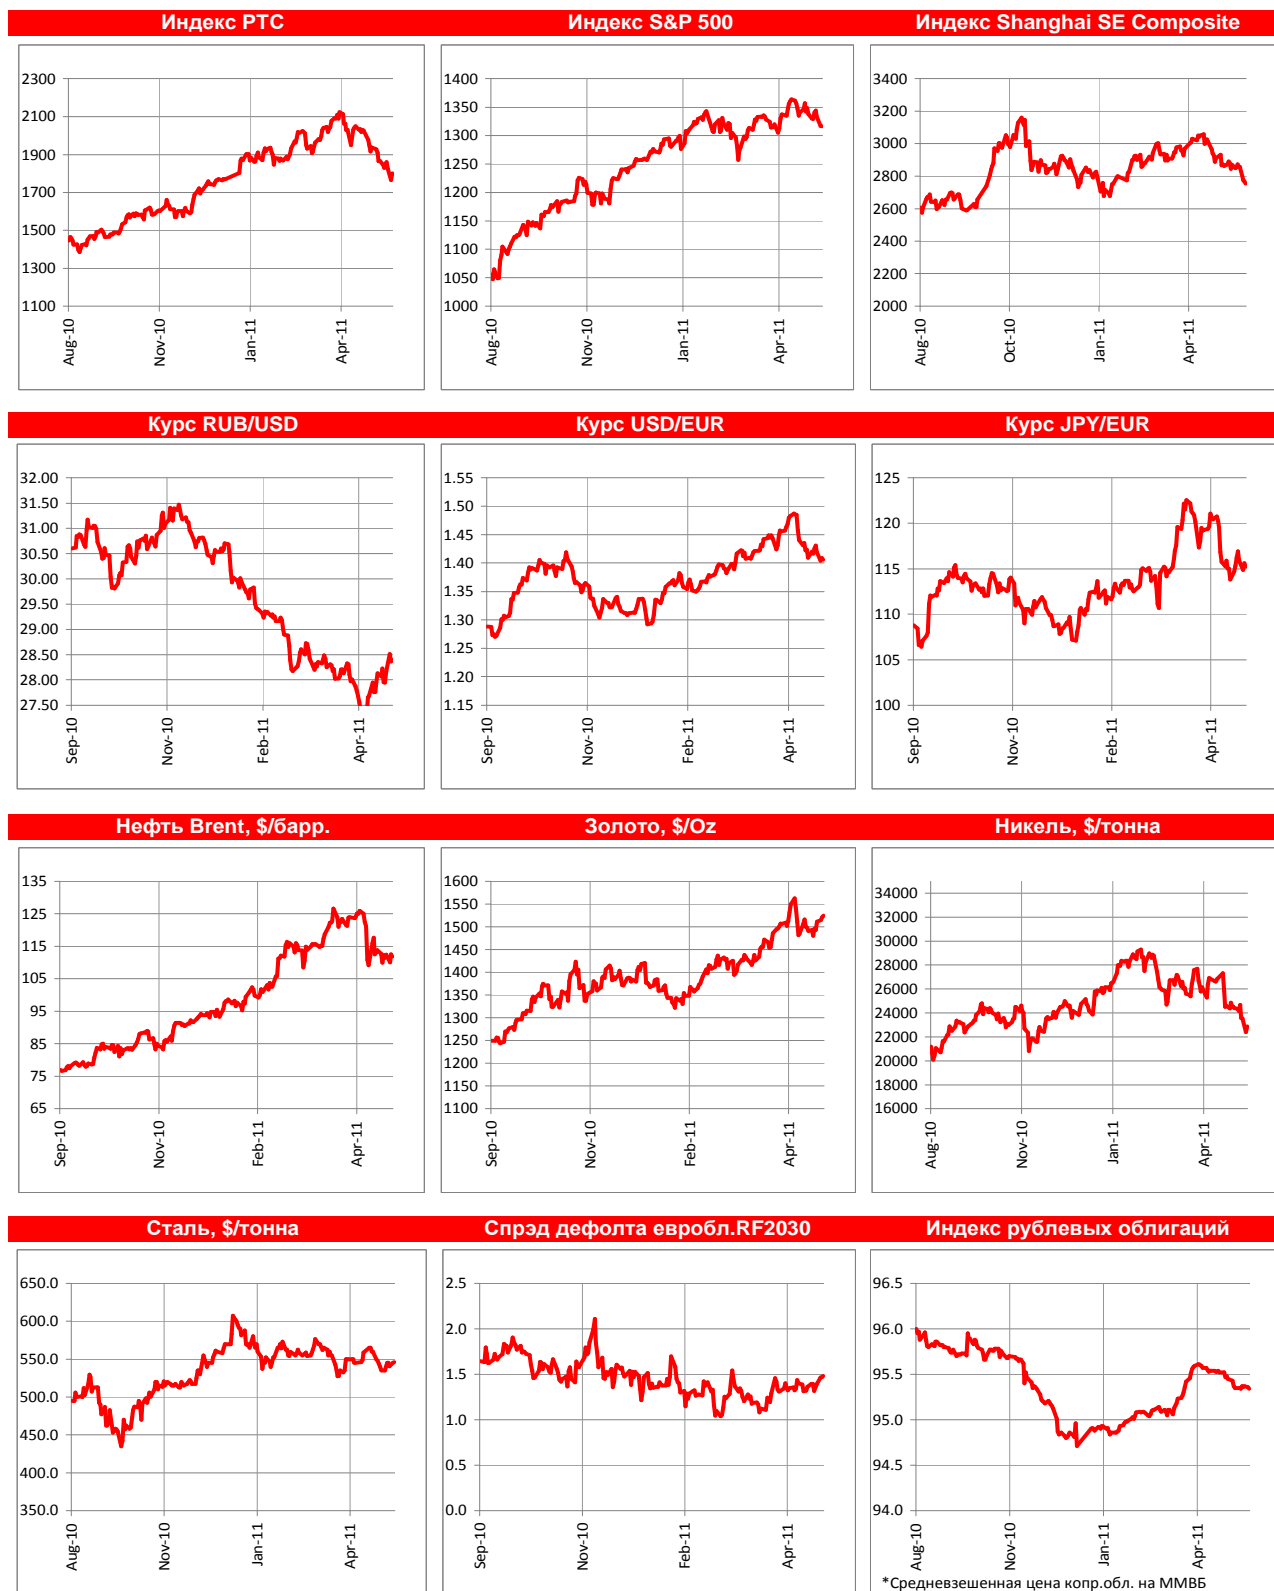 Индекс РТС
Индекс S&P 500
Индекс Shanghai SE Composite
2300
2100
1900
1700
1500
1300
1100
Aug-10
Nov-10
Jan-11
Apr-11
1400
1350
1300
1250
1200
1150
1100
1050
1000
Aug-10
Nov-10
Jan-11
Apr-11
3400
3200
3000
2800
2600
2400
2200
2000
Aug-10
Oct-10
Jan-11
Apr-11
Курс RUB/USD
Курс USD/EUR
Курс JPY/EUR
32.00
31.50
31.00
30.50
30.00
29.50
29.00
28.50
28.00
27.50
Sep-10
Nov-10
Feb-11
Apr-11
1.55
1.50
1.45
1.40
1.35
1.30
1.25
1.20
1.15
Sep-10
Nov-10
Feb-11
Apr-11
125
120
115
110
105
100
Sep-10
Nov-10
Feb-11
Apr-11
Нефть Brent, $/барр.
Золото, $/Oz
Никель, $/тонна
135
125
115
105
95
85
75
65
Sep-10
Nov-10
Feb-11
Apr-11
1600
1550
1500
1450
1400
1350
1300
1250
1200
1150
1100
Sep-10
Nov-10
Feb-11
Apr-11
34000
32000
30000
28000
26000
24000
22000
20000
18000
16000
Aug-10
Nov-10
Jan-11
Apr-11
Сталь, $/тонна
Спрэд дефолта евробл.RF2030
Индекс рублевых облигаций
650.0
600.0
550.0
500.0
450.0
400.0
350.0
Aug-10
Nov-10
Jan-11
Apr-11
2.5
2.0
1.5
1.0
0.5
0.0
Sep-10
Nov-10
Feb-11
Apr-11
96.5
96.0
95.5
95.0
94.5
94.0
Aug-10
Nov-10
Jan-11
Apr-11
*Средневзешенная цена копр.обл. на ММВБ